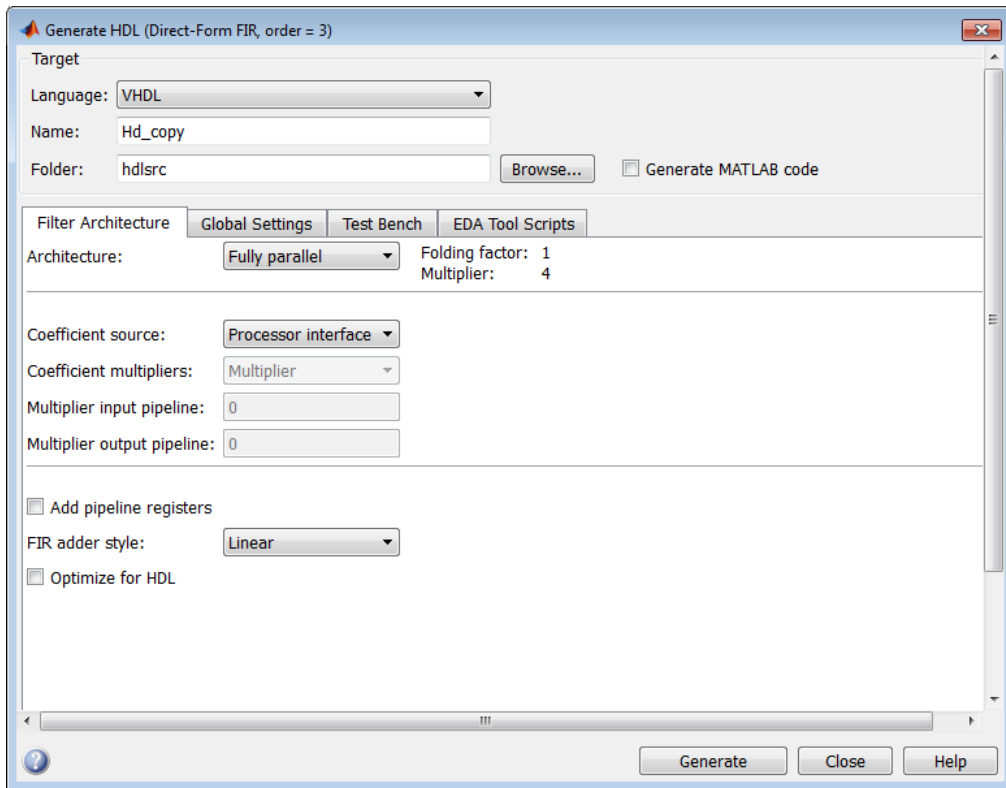 Generate HDL (Direct-Form FIR, order = 3)
Target
Language: VHDL
Name: Hd_copy
Folder: hdlsrc Browse... Generate MATLAB code
Filter Architecture Global Settings Test Bench EDA Tool Scripts
Architecture: Fully parallel Folding factor: 1
Multiplier: 4
Coefficient source: Processor interface
Coefficient multipliers: Multiplier
Multiplier input pipeline: 0
Multiplier output pipeline: 0
Add pipeline registers
FIR adder style: Linear
Optimize for HDL
? Generate Close Help